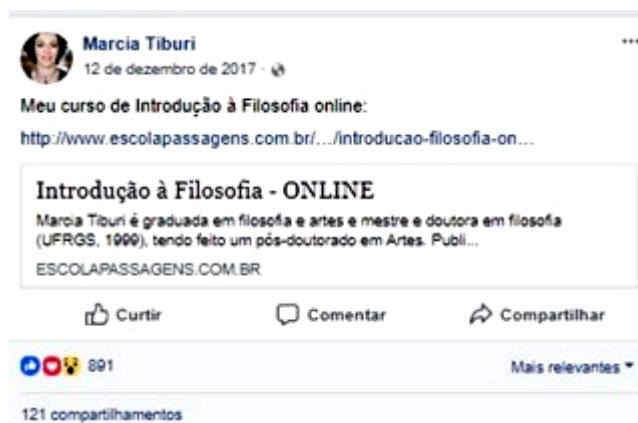 Marcia Tiburi
12 de dezembro de 2017 ·
Meu curso de Introdução à Filosofia online:
http://www.escolapassagens.com.br/.../introducao-filosofia-on...
Introdução à Filosofia - ONLINE
Marcia Tiburi é graduada em filosofia e artes e mestre e doutora em filosofia
(UFRGS, 1999), tendo feito um pós-doutorado em Artes. Publi...
ESCOLAPASSAGENS.COM.BR
Curtir Comentar Compartilhar
891 Mais relevantes
121 compartilhamentos